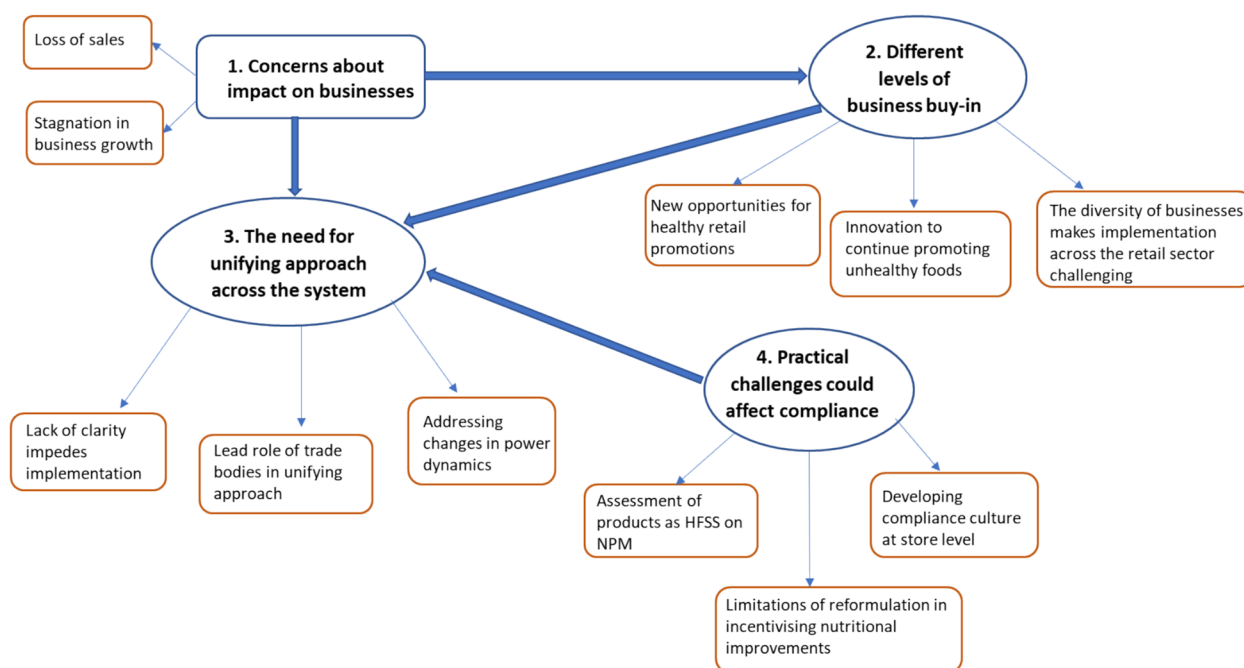 Loss of sales
1. Concerns about
impact on businesses
Stagnation in
business growth
2. Different
levels of
business buy-in
New opportunities for
healthy retail
promotions
Innovation to
continue promoting
unhealthy foods
The diversity of businesses
makes implementation
across the retail sector
challenging
3. The need for
unifying approach
across the system
Lack of clarity
impedes
implementation
Lead role of trade
bodies in unifying
approach
Addressing
changes in power
dynamics
4. Practical
challenges could
affect compliance
Assessment of
products as HFSS on
NPM
Limitations of reformulation in
incentivising nutritional
improvements
Developing
compliance culture
at store level